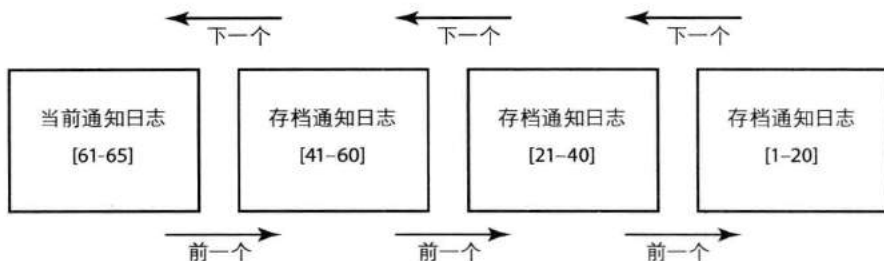 下一个
下一个
下一个
当前通知日志
[61-65]
存档通知日志
[41–60]
存档通知日志
[21–40]
存档通知日志
[1–20]
前一个
前一个
前一个